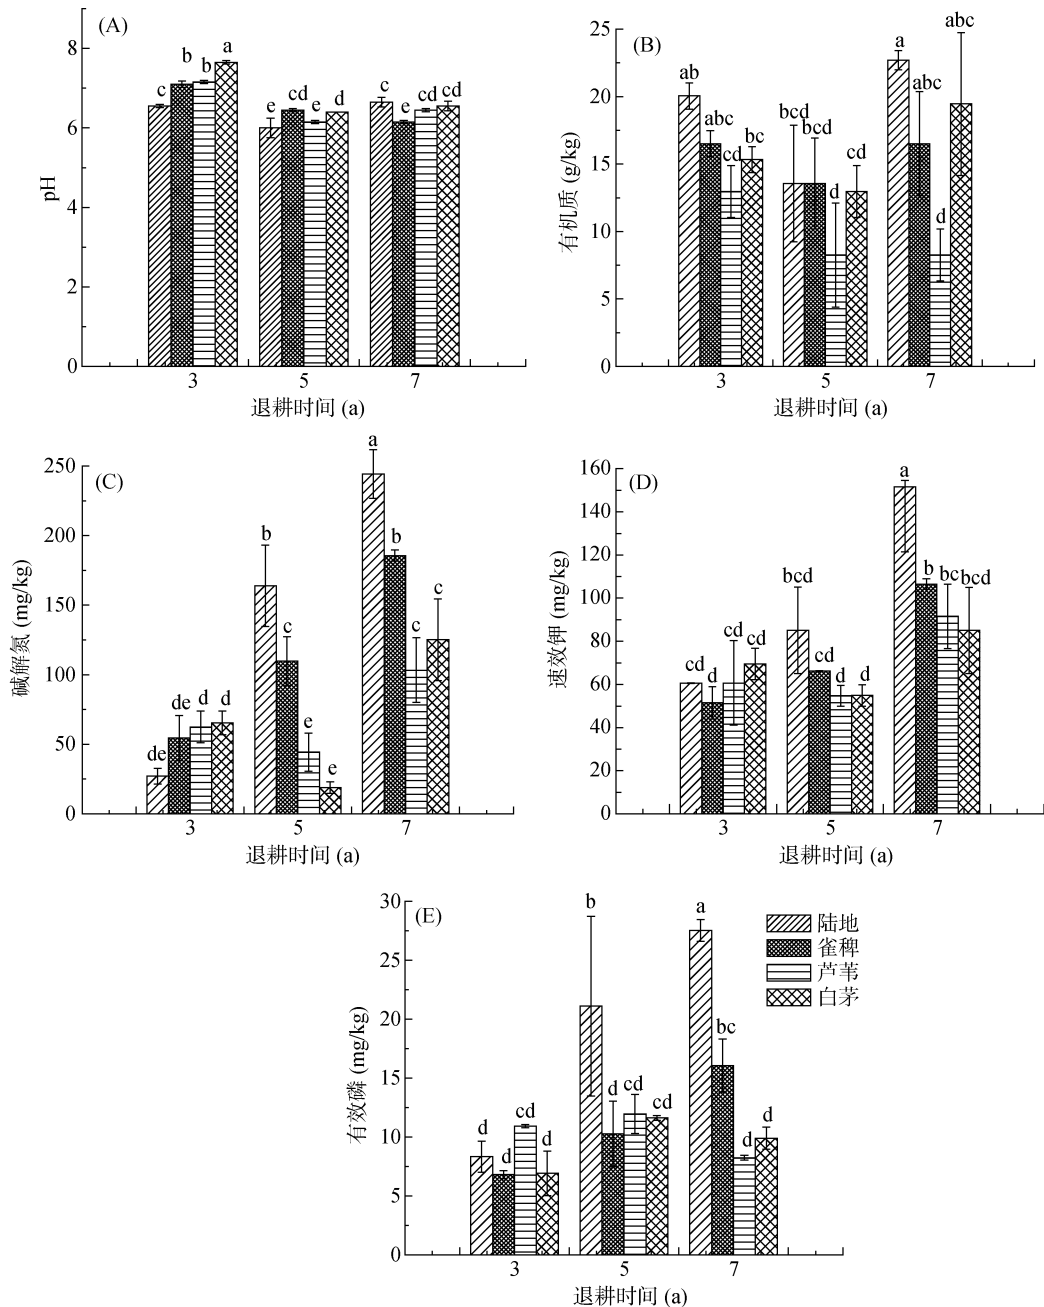 (A)
8
6
4
2
0
pH
c b b a
e cd e d
c e cd cd
3 5 7
退耕时间 (a)
(B)
25
20
15
10
5
0
有机质 (g/kg)
ab abc cd bc
bcd bcd d cd
a abc d abc
3 5 7
退耕时间 (a)
(C)
250
200
150
100
50
0
碱解氮 (mg/kg)
de de d d
b c e e
a b c c
3 5 7
退耕时间 (a)
(D)
160
140
120
100
80
60
40
20
0
速效钾 (mg/kg)
cd d cd cd
bcd cd d d
a b bc bcd
3 5 7
退耕时间 (a)
(E)
30
25
20
15
10
5
0
有效磷 (mg/kg)
d d cd d
b d cd cd
a bc d d
3 5 7
退耕时间 (a)
陆地
雀稗
芦苇
白茅